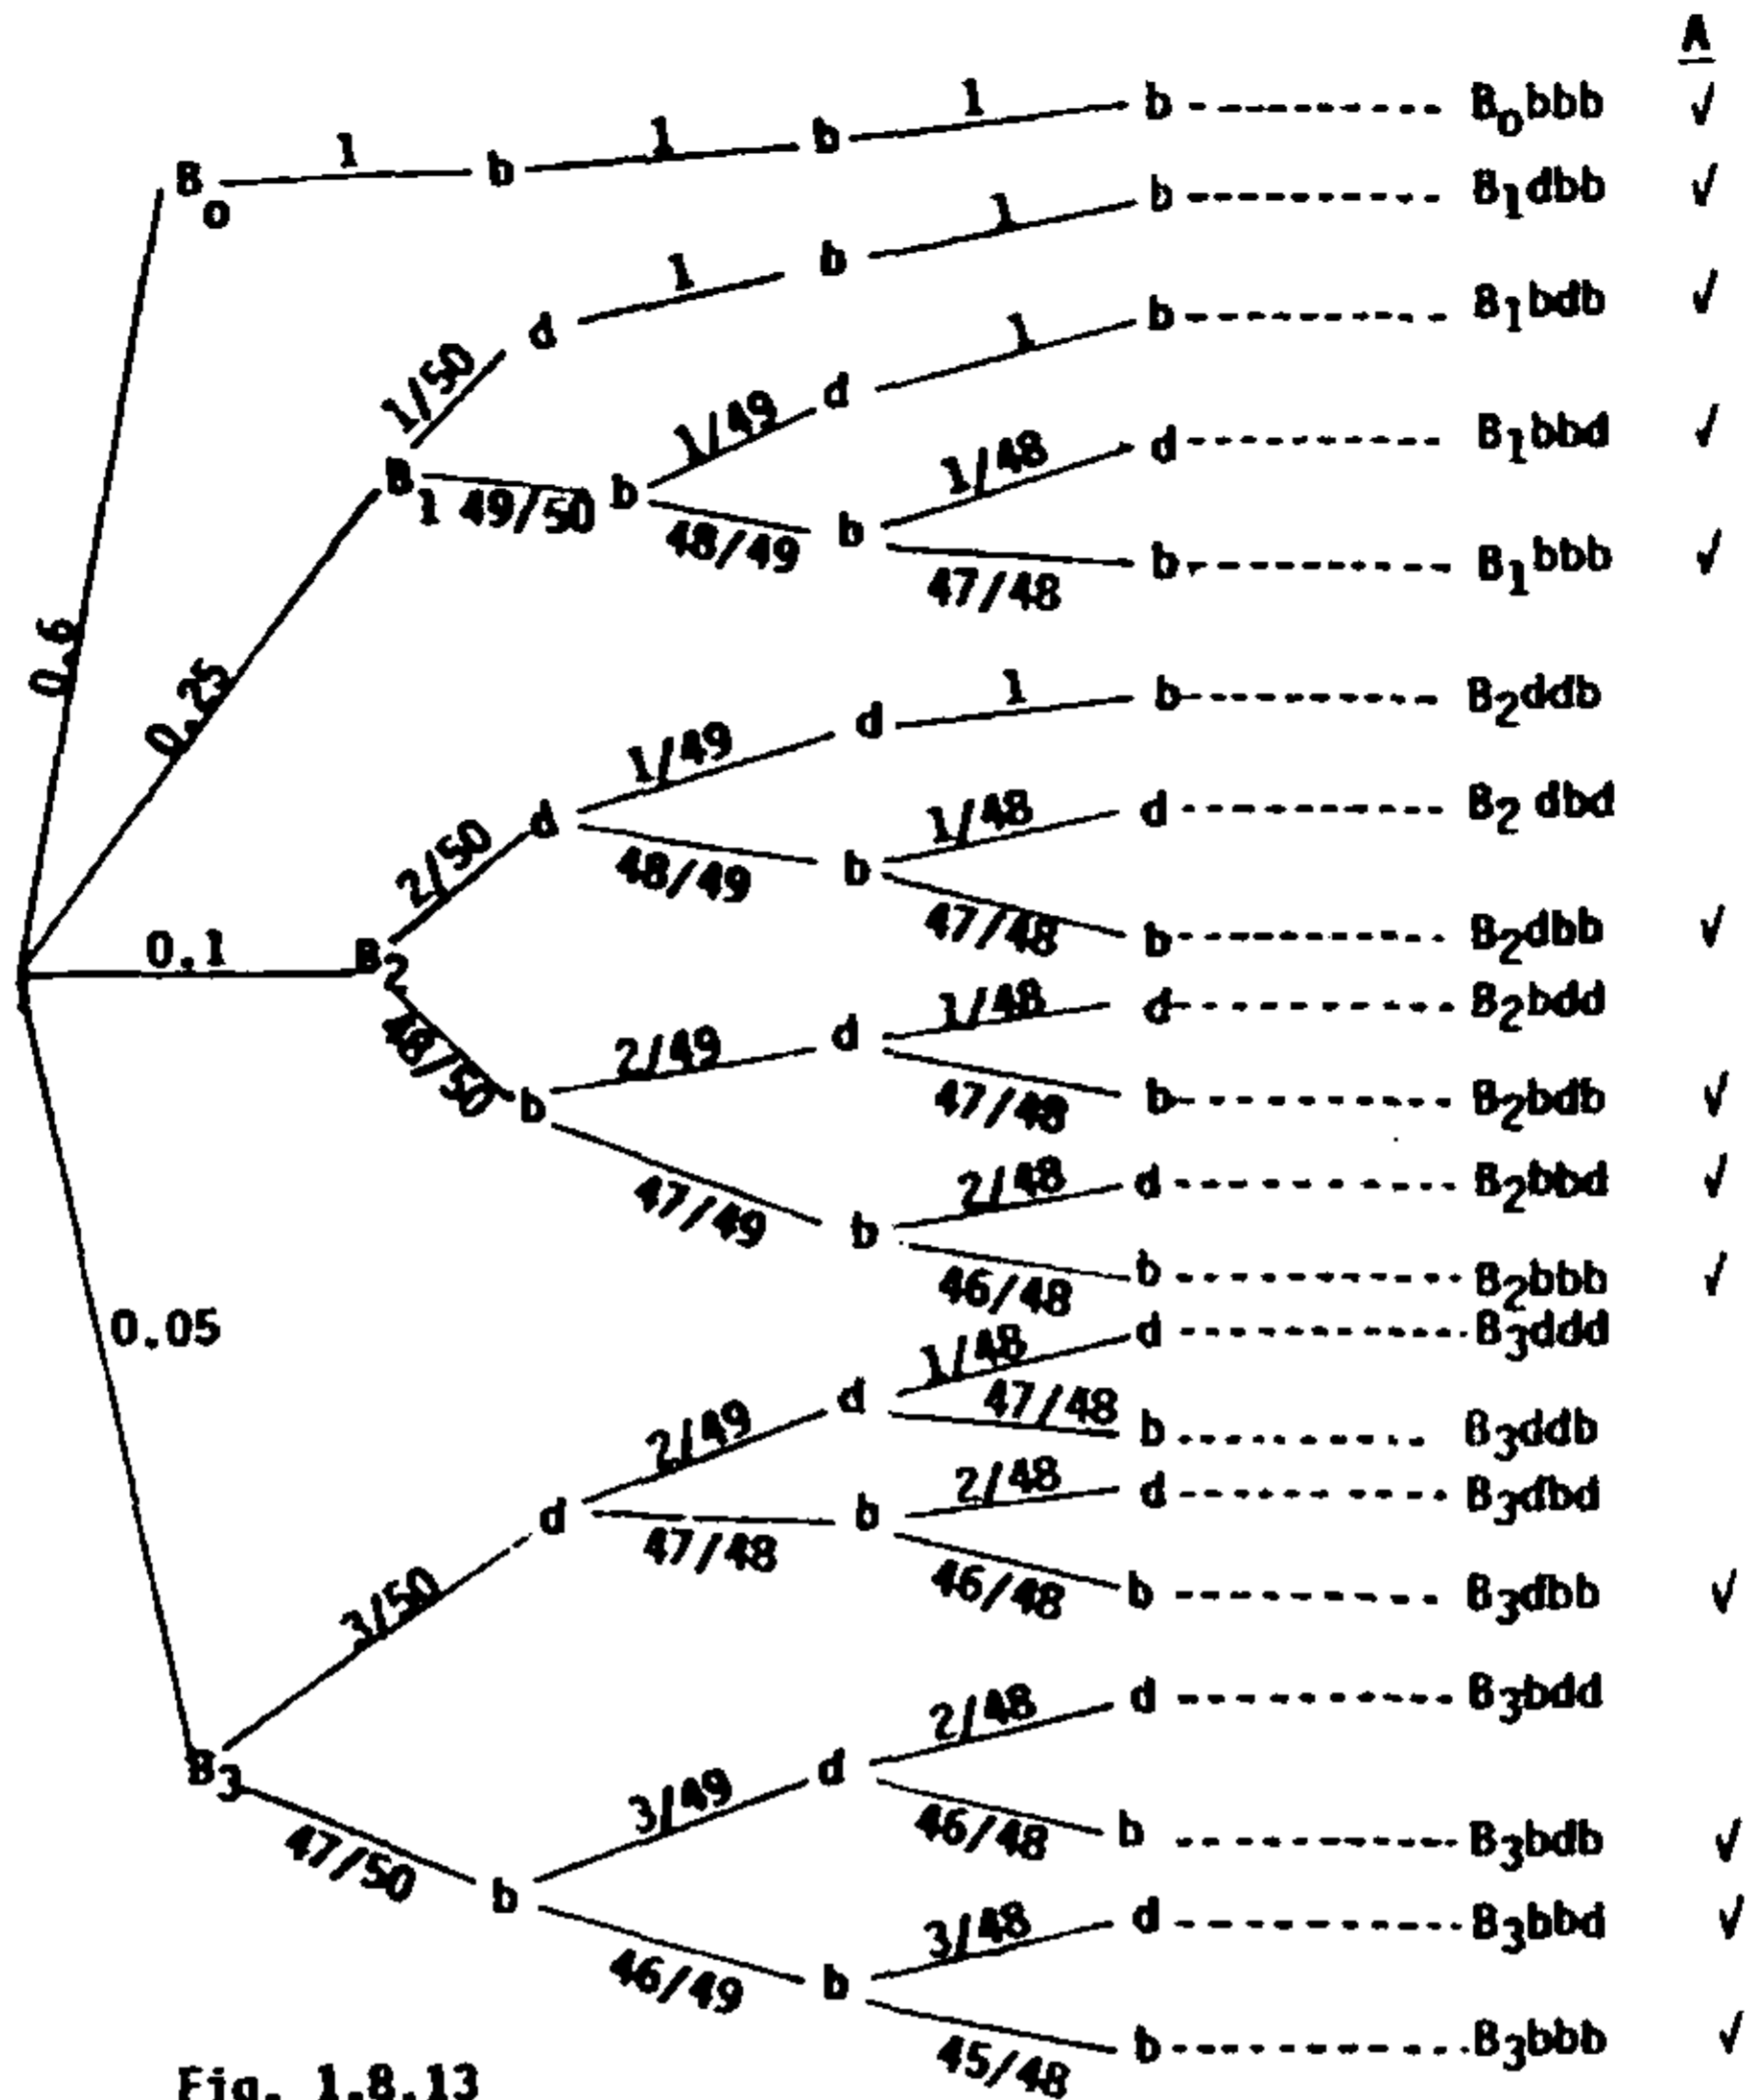 A
1 b 1 b 1 b B0bbb ✓
B0
d 1 b 1 b B1dbb ✓
1/50
1/49 d 1 b B1bdb ✓
B1 49/50 b 48/49 b 1/48 d B1bbd ✓
47/48 b B1bbb ✓
0.6
0.25
1/49 d 1 b B2ddb
2/50 d 48/49 b 1/48 d B2 dbd
47/48 b B2dbb ✓
0.1 B2
48/50 b 2/49 d 1/48 d B2bdd
47/48 b B2bdb ✓
47/49 b 2/48 d B2bbd ✓
46/48 b B2bbb ✓
0.05
2/49 d 1/48 d B3ddd
47/48 b B3ddb
d 47/48 b 2/48 d B3dbd
3/50
46/48 b B3dbb ✓
B3
3/49 d 2/48 d B3bdd
46/48 b B3bdb ✓
47/50 b 46/49 b 3/48 d B3bbd ✓
45/48 b B3bbb ✓
Fig. 1.8.13